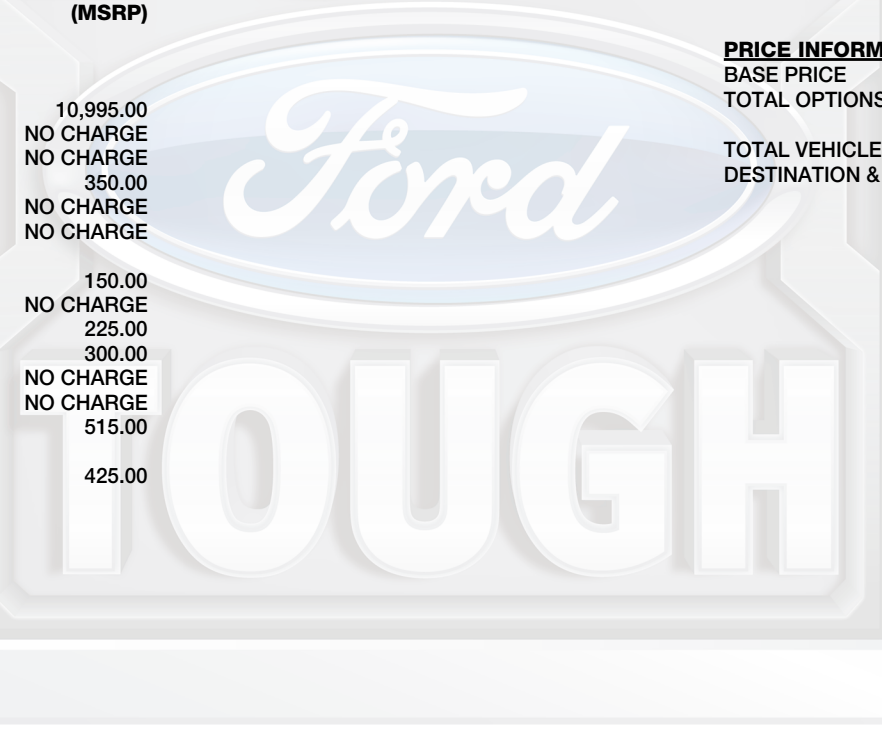 (MSRP)
10,995.00
NO CHARGE
NO CHARGE
350.00
NO CHARGE
NO CHARGE
150.00
NO CHARGE
225.00
300.00
NO CHARGE
NO CHARGE
515.00
425.00
PRICE INFORM
BASE PRICE
TOTAL OPTIONS
TOTAL VEHICLE
DESTINATION &
Ford
TOUGH